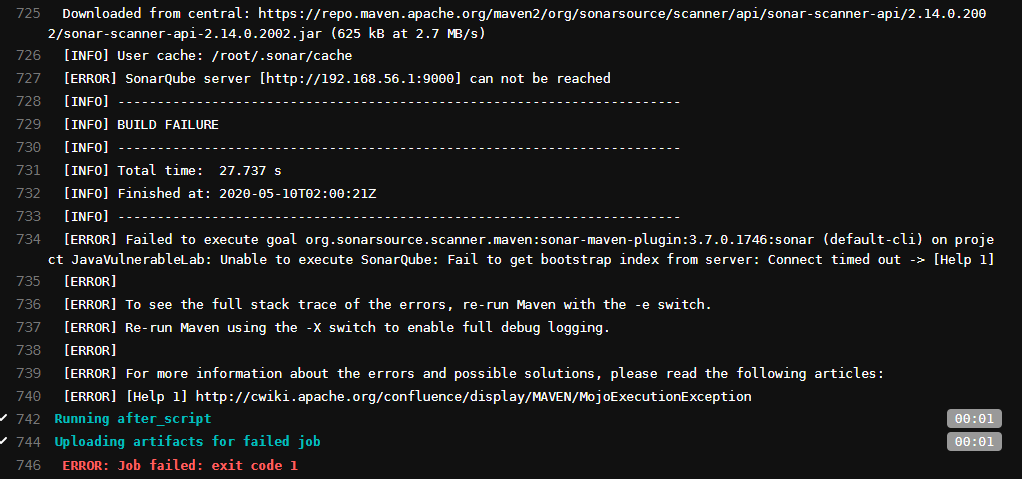 725 Downloaded from central: https://repo.maven.apache.org/maven2/org/sonarsource/scanner/api/sonar-scanner-api/2.14.0.200
2/sonar-scanner-api-2.14.0.2002.jar (625 kB at 2.7 MB/s)
726 [INFO] User cache: /root/.sonar/cache
727 [ERROR] SonarQube server [http://192.168.56.1:9000] can not be reached
728 [INFO] ------------------------------------------------------------------------
729 [INFO] BUILD FAILURE
730 [INFO] ------------------------------------------------------------------------
731 [INFO] Total time:  27.737 s
732 [INFO] Finished at: 2020-05-10T02:00:21Z
733 [INFO] ------------------------------------------------------------------------
734 [ERROR] Failed to execute goal org.sonarsource.scanner.maven:sonar-maven-plugin:3.7.0.1746:sonar (default-cli) on proje
ct JavaVulnerableLab: Unable to execute SonarQube: Fail to get bootstrap index from server: Connect timed out -> [Help 1]
735 [ERROR]
736 [ERROR] To see the full stack trace of the errors, re-run Maven with the -e switch.
737 [ERROR] Re-run Maven using the -X switch to enable full debug logging.
738 [ERROR]
739 [ERROR] For more information about the errors and possible solutions, please read the following articles:
740 [ERROR] [Help 1] http://cwiki.apache.org/confluence/display/MAVEN/MojoExecutionException
742 Running after_script 00:01
744 Uploading artifacts for failed job 00:01
746 ERROR: Job failed: exit code 1